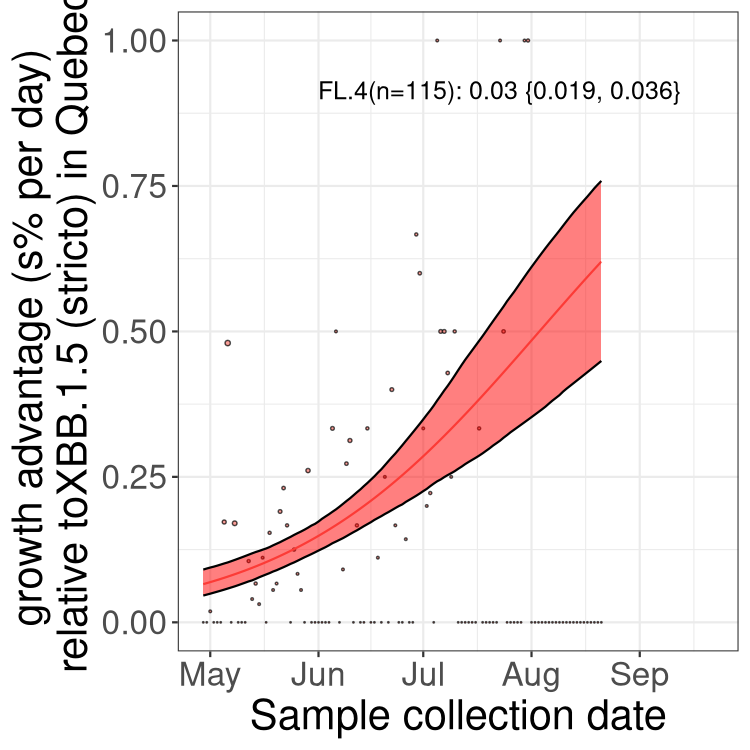 growth advantage (s% per day)
relative toXBB.1.5 (stricto) in Quebec
1.00
0.75
0.50
0.25
0.00
FL.4(n=115): 0.03 {0.019, 0.036}
May Jun Jul Aug Sep
Sample collection date